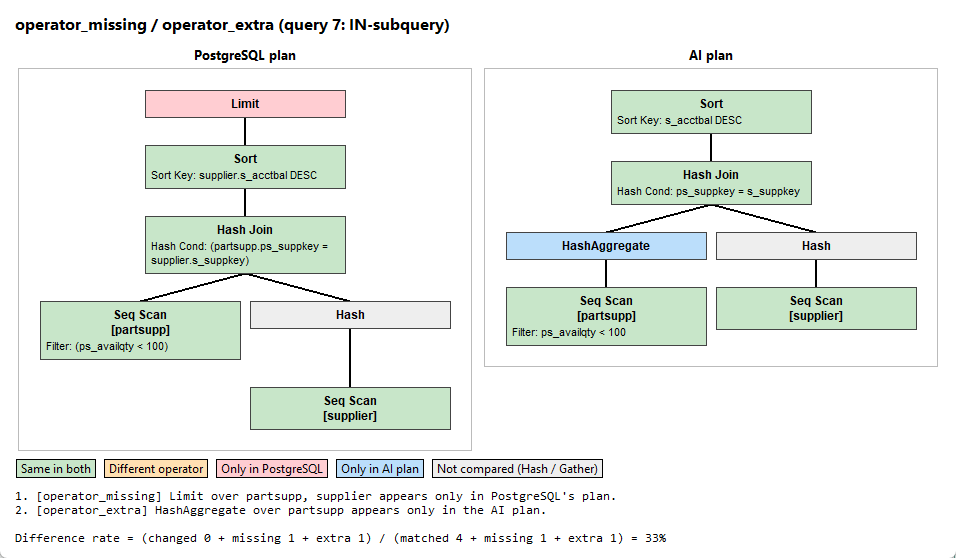 operator_missing / operator_extra (query 7: IN-subquery)
PostgreSQL plan
Limit
Sort
Sort Key: supplier.s_acctbal DESC
Hash Join
Hash Cond: (partsupp.ps_suppkey =
supplier.s_suppkey)
Seq Scan
[partsupp]
Filter: (ps_availqty < 100)
Hash
Seq Scan
[supplier]
AI plan
Sort
Sort Key: s_acctbal DESC
Hash Join
Hash Cond: ps_suppkey = s_suppkey
HashAggregate
Hash
Seq Scan
[partsupp]
Filter: ps_availqty < 100
Seq Scan
[supplier]
Same in both
Different operator
Only in PostgreSQL
Only in AI plan
Not compared (Hash / Gather)
1. [operator_missing] Limit over partsupp, supplier appears only in PostgreSQL's plan.
2. [operator_extra] HashAggregate over partsupp appears only in the AI plan.
Difference rate = (changed 0 + missing 1 + extra 1) / (matched 4 + missing 1 + extra 1) = 33%